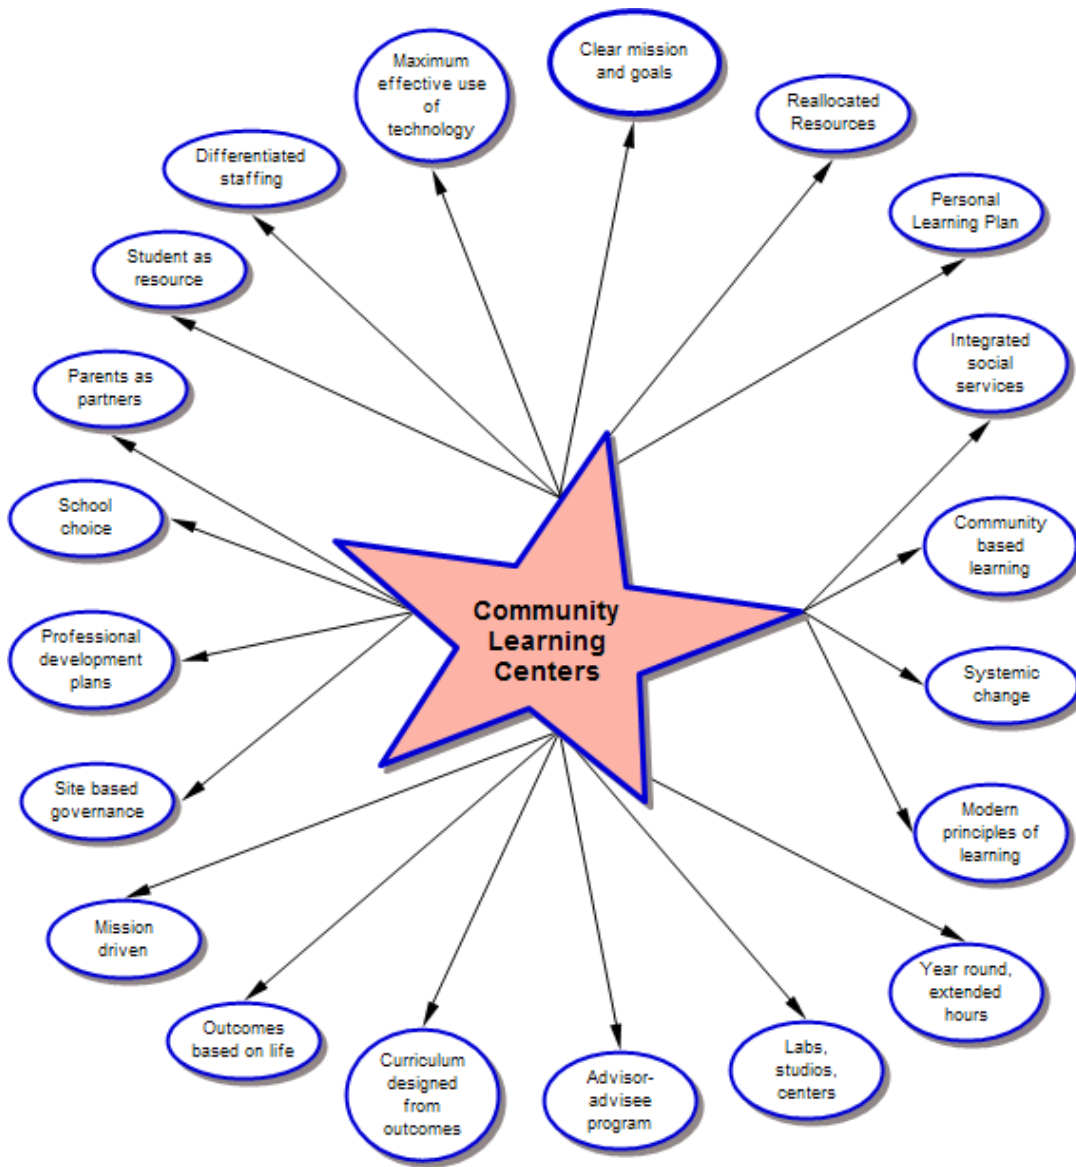 Clear mission
and goals
Maximum
effective use
of
technology
Reallocated
Resources
Differentiated
staffing
Personal
Learning Plan
Student as
resource
Integrated
social
services
Parents as
partners
School
choice
Community
based
learning
Community
Learning
Centers
Professional
development
plans
Systemic
change
Site based
governance
Modern
principles of
learning
Mission
driven
Year round,
extended
hours
Outcomes
based on life
Curriculum
designed
from
outcomes
Advisor-
advisee
program
Labs,
studios,
centers